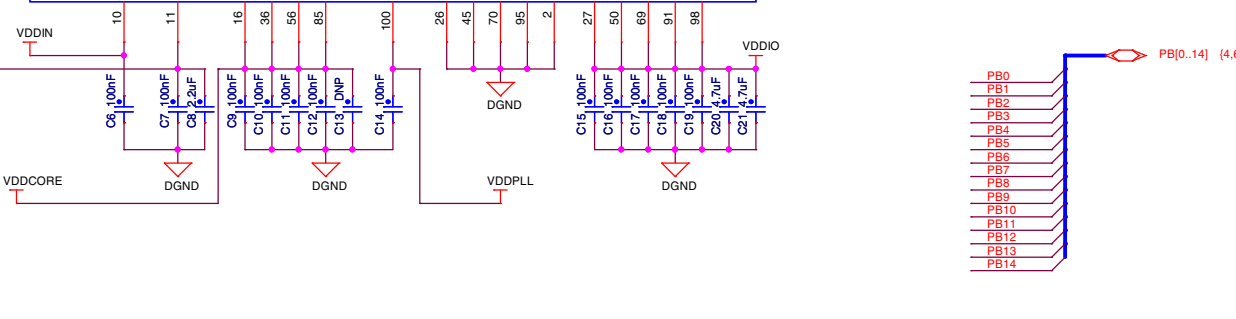 10
11
16
36
56
85
100
26
45
70
95
2
27
50
69
91
98
VDDIN
VDDIO
PB[0..14]
C6 100nF
C7 100nF
C8 2.2uF
C9 100nF
C10 100nF
C11 100nF
C12 100nF
C13 DNP
C14 100nF
DGND
C15 100nF
C16 100nF
C17 100nF
C18 100nF
C19 100nF
C20 4.7uF
C21 4.7uF
DGND
DGND
DGND
VDDCORE
VDDPLL
PB0
PB1
PB2
PB3
PB4
PB5
PB6
PB7
PB8
PB9
PB10
PB11
PB12
PB13
PB14